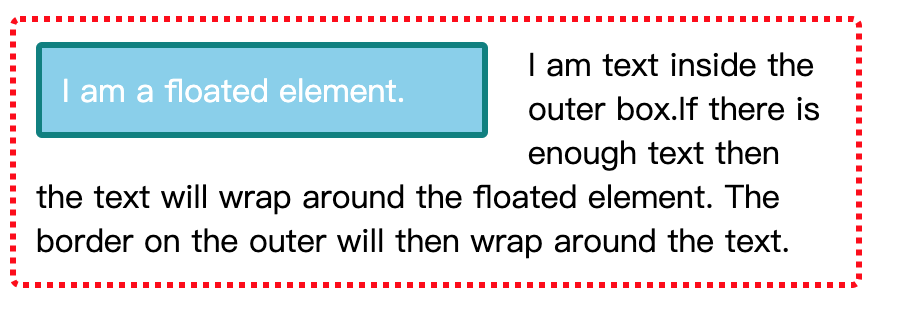 I am a floated element.
I am text inside the
outer box.If there is
enough text then
the text will wrap around the floated element. The
border on the outer will then wrap around the text.